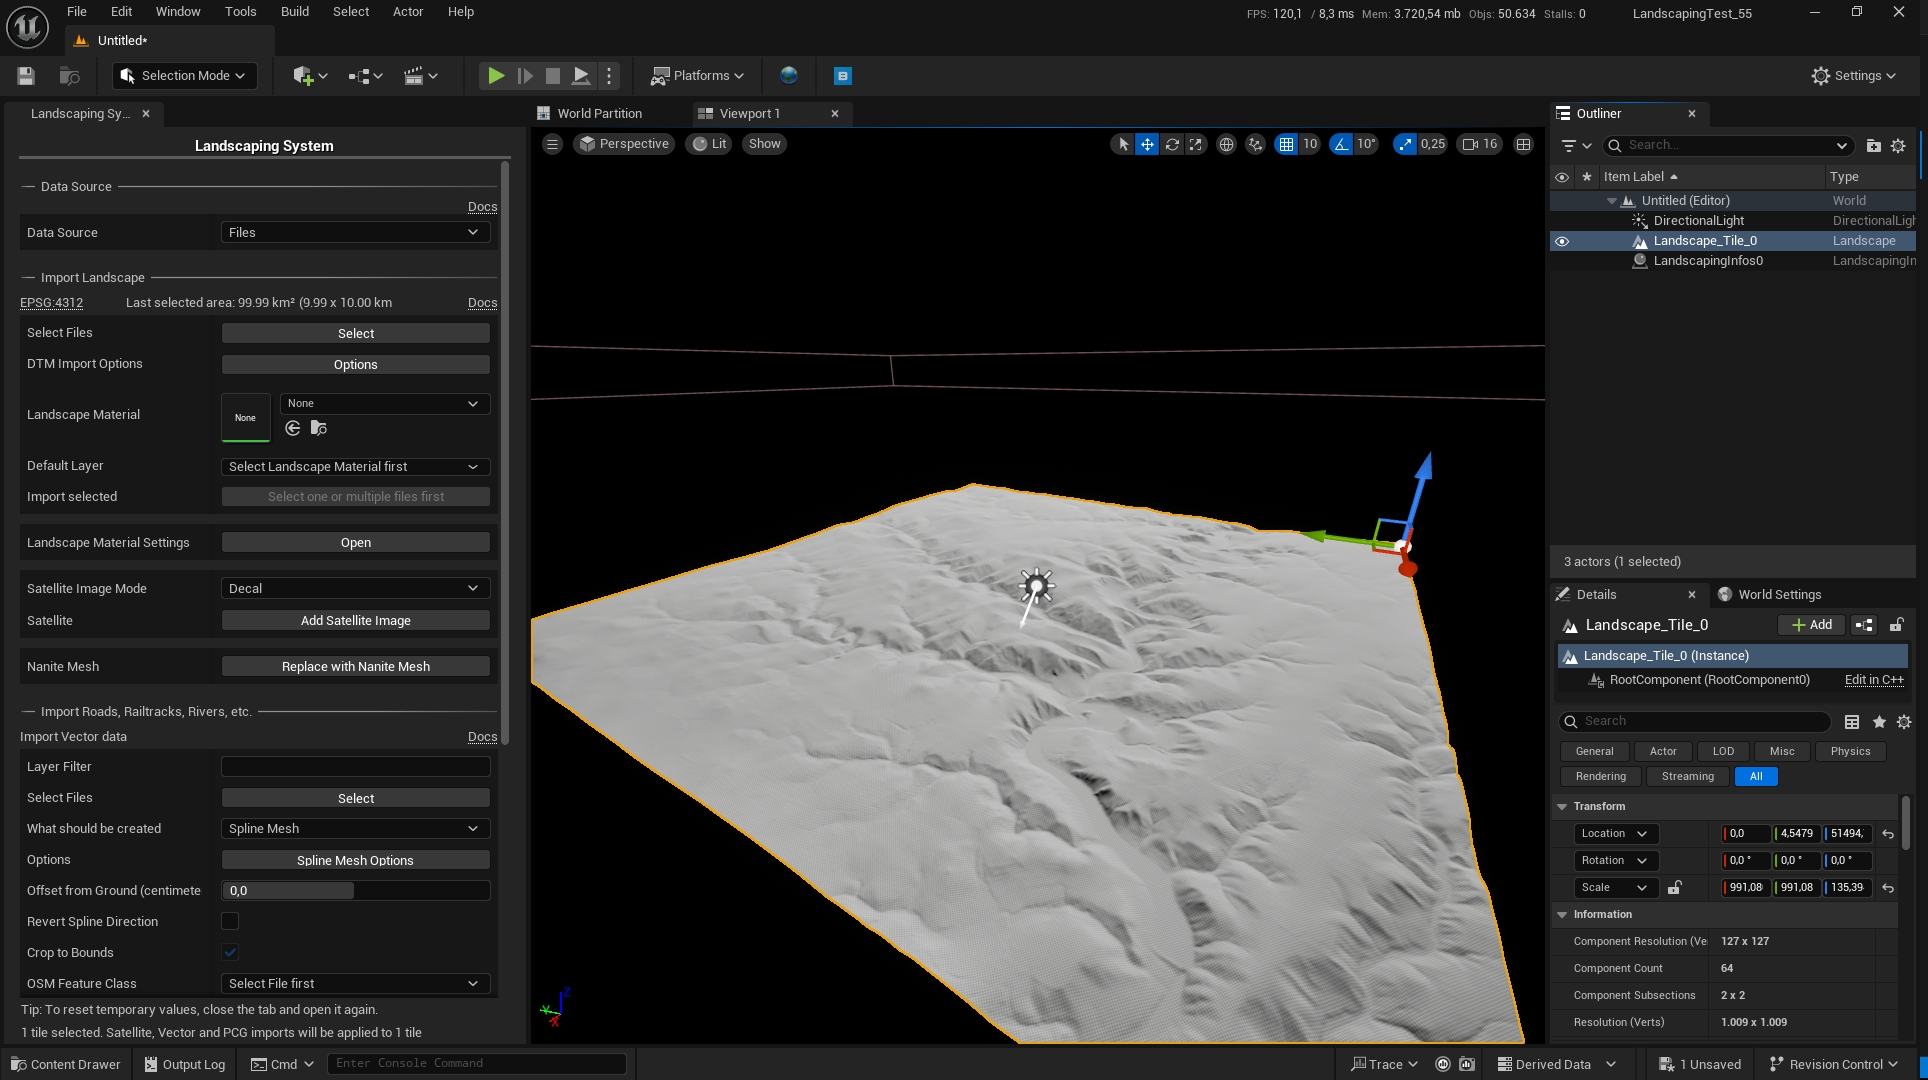 File Edit Window Tools Build Select Actor Help
FPS: 120,1 / 8,3 ms Mem: 3.720,54 mb Objs: 50.634 Stalls: 0
LandscapingTest_55
Untitled*
Selection Mode
Platforms
Settings
Landscaping Sy...
Landscaping System
Data Source
Docs
Data Source
Files
Import Landscape
EPSG:4312
Last selected area: 99.99 km² (9.99 x 10.00 km
Docs
Select Files
Select
DTM Import Options
Options
Landscape Material
None
None
Default Layer
Select Landscape Material first
Import selected
Select one or multiple files first
Landscape Material Settings
Open
Satellite Image Mode
Decal
Satellite
Add Satellite Image
Nanite Mesh
Replace with Nanite Mesh
Import Roads, Railtracks, Rivers, etc.
Import Vector data
Docs
Layer Filter
Select Files
Select
What should be created
Spline Mesh
Options
Spline Mesh Options
Offset from Ground (centimete
0,0
Revert Spline Direction
Crop to Bounds
OSM Feature Class
Select File first
Tip: To reset temporary values, close the tab and open it again.
1 tile selected. Satellite, Vector and PCG imports will be applied to 1 tile
World Partition
Viewport 1
Perspective
Lit
Show
10
10°
0,25
16
Z
Y
X
Outliner
Search...
Item Label
Type
Untitled (Editor)
World
DirectionalLight
DirectionalLigh
Landscape_Tile_0
Landscape
LandscapingInfos0
LandscapingIn
3 actors (1 selected)
Details
World Settings
Landscape_Tile_0
Add
Landscape_Tile_0 (Instance)
RootComponent (RootComponent0)
Edit in C++
Search
General Actor LOD Misc Physics
Rendering Streaming All
Transform
Location
0,0 4,5479 51494,
Rotation
0,0 ° 0,0 ° 0,0 °
Scale
991,08 991,08 135,39
Information
Component Resolution (Ve
127 x 127
Component Count
64
Component Subsections
2 x 2
Resolution (Verts)
1.009 x 1.009
Content Drawer
Output Log
Cmd
Enter Console Command
Trace
Derived Data
1 Unsaved
Revision Control